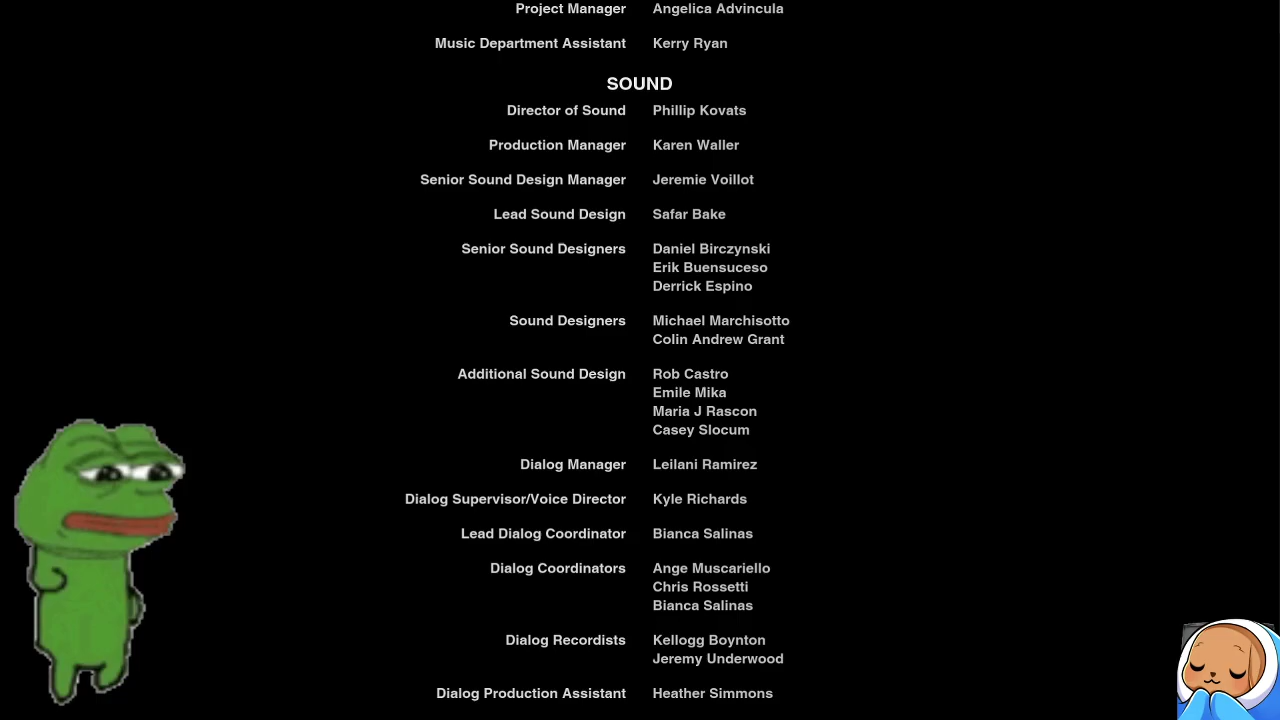 Project Manager Angelica Advincula
Music Department Assistant Kerry Ryan
SOUND
Director of Sound Phillip Kovats
Production Manager Karen Waller
Senior Sound Design Manager Jeremie Voillot
Lead Sound Design Safar Bake
Senior Sound Designers Daniel Birczynski
Erik Buensuceso
Derrick Espino
Sound Designers Michael Marchisotto
Colin Andrew Grant
Additional Sound Design Rob Castro
Emile Mika
Maria J Rascon
Casey Slocum
Dialog Manager Leilani Ramirez
Dialog Supervisor/Voice Director Kyle Richards
Lead Dialog Coordinator Bianca Salinas
Dialog Coordinators Ange Muscariello
Chris Rossetti
Bianca Salinas
Dialog Recordists Kellogg Boynton
Jeremy Underwood
Dialog Production Assistant Heather Simmons